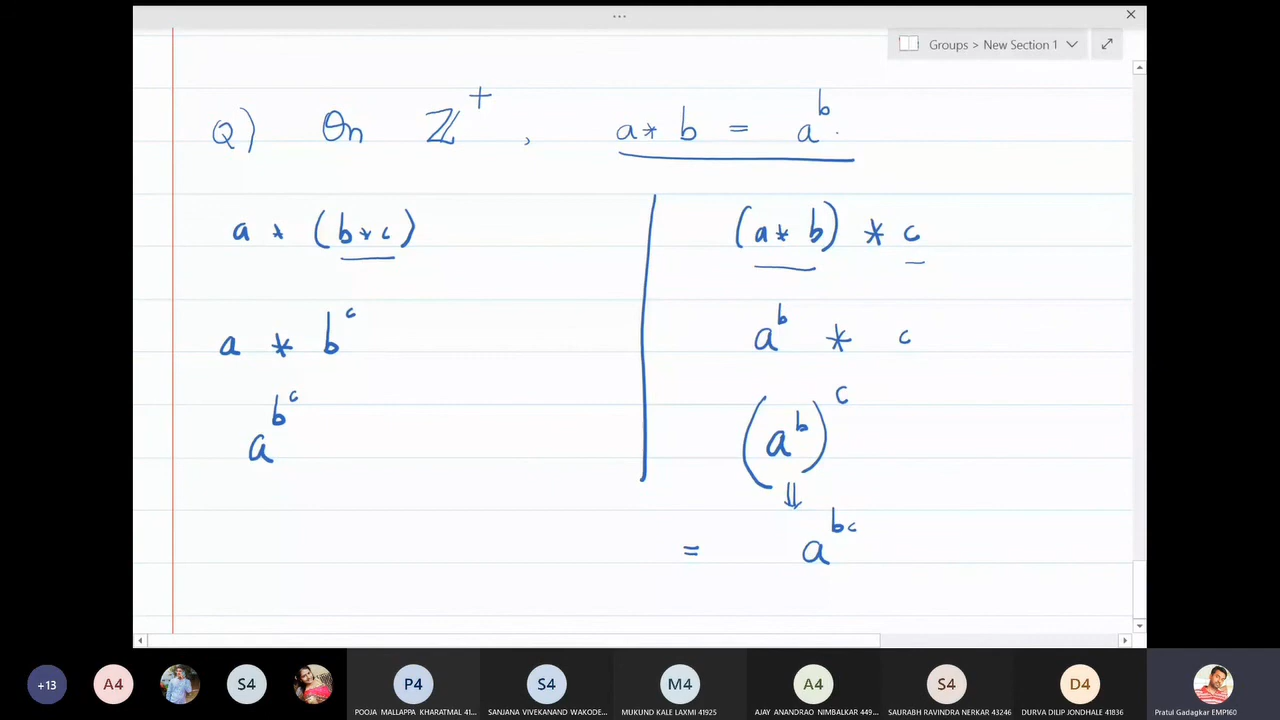 Groups > New Section 1
Q) On ℤ⁺, a * b = a^b.
a * (b * c)
(a * b) * c
a * b^c
a^b * c
a^b^c
(a^b)^c
⇓
= a^bc
+13
A4
S4
P4
S4
M4
A4
S4
D4
POOJA MALLAPPA KHARATMAL 41...
SANJANA VIVEKANAND WAKODE...
MUKUND KALE LAXMI 41925
AJAY ANANDRAO NIMBALKAR 449...
SAURABH RAVINDRA NERKAR 43246
DURVA DILIP JONDHALE 41836
Pratul Gadagkar EMP160